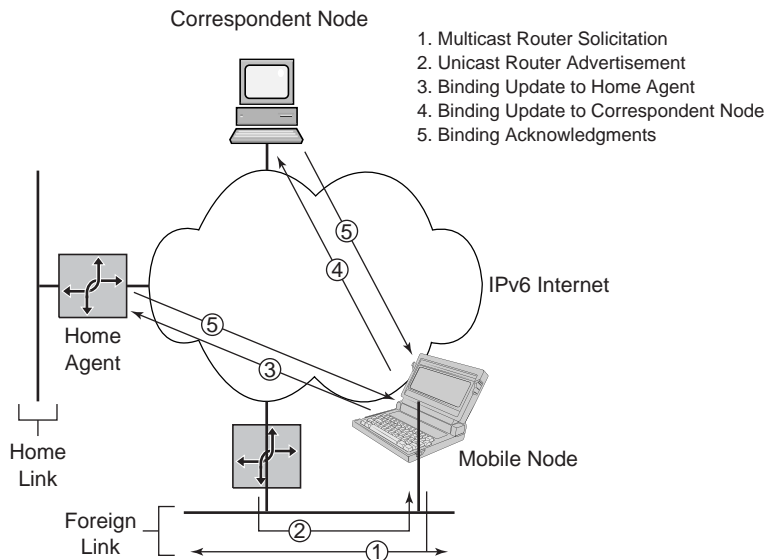 Correspondent Node
1. Multicast Router Solicitation
2. Unicast Router Advertisement
3. Binding Update to Home Agent
4. Binding Update to Correspondent Node
5. Binding Acknowledgments
5
4
IPv6 Internet
Home
Agent
5
3
Home
Link
Mobile Node
Foreign
Link
2
1